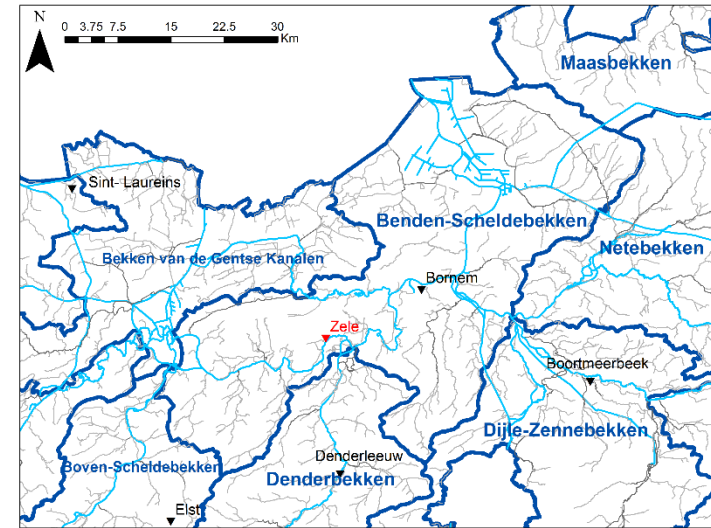 N
0 3.75 7.5 15 22.5 30
Km
Maasbekken
Sint- Laureins
Benden-Scheldebekken
Netebekken
Bekken van de Gentse Kanalen
Bornem
Zele
Boortmeerbeek
Dijle-Zennebekken
Boven-Scheldebekken
Denderleeuw
Denderbekken
Elst